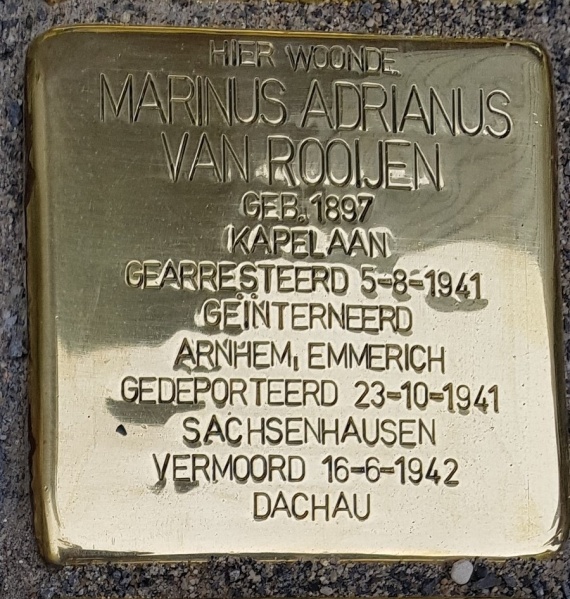 HIER WOONDE
MARINUS ADRIANUS
VAN ROOIJEN
GEB. 1897
KAPELAAN
GEARRESTEERD 5-8-1941
GEÏNTERNEERD
ARNHEM, EMMERICH
GEDEPORTEERD 23-10-1941
SACHSENHAUSEN
VERMOORD 16-6-1942
DACHAU